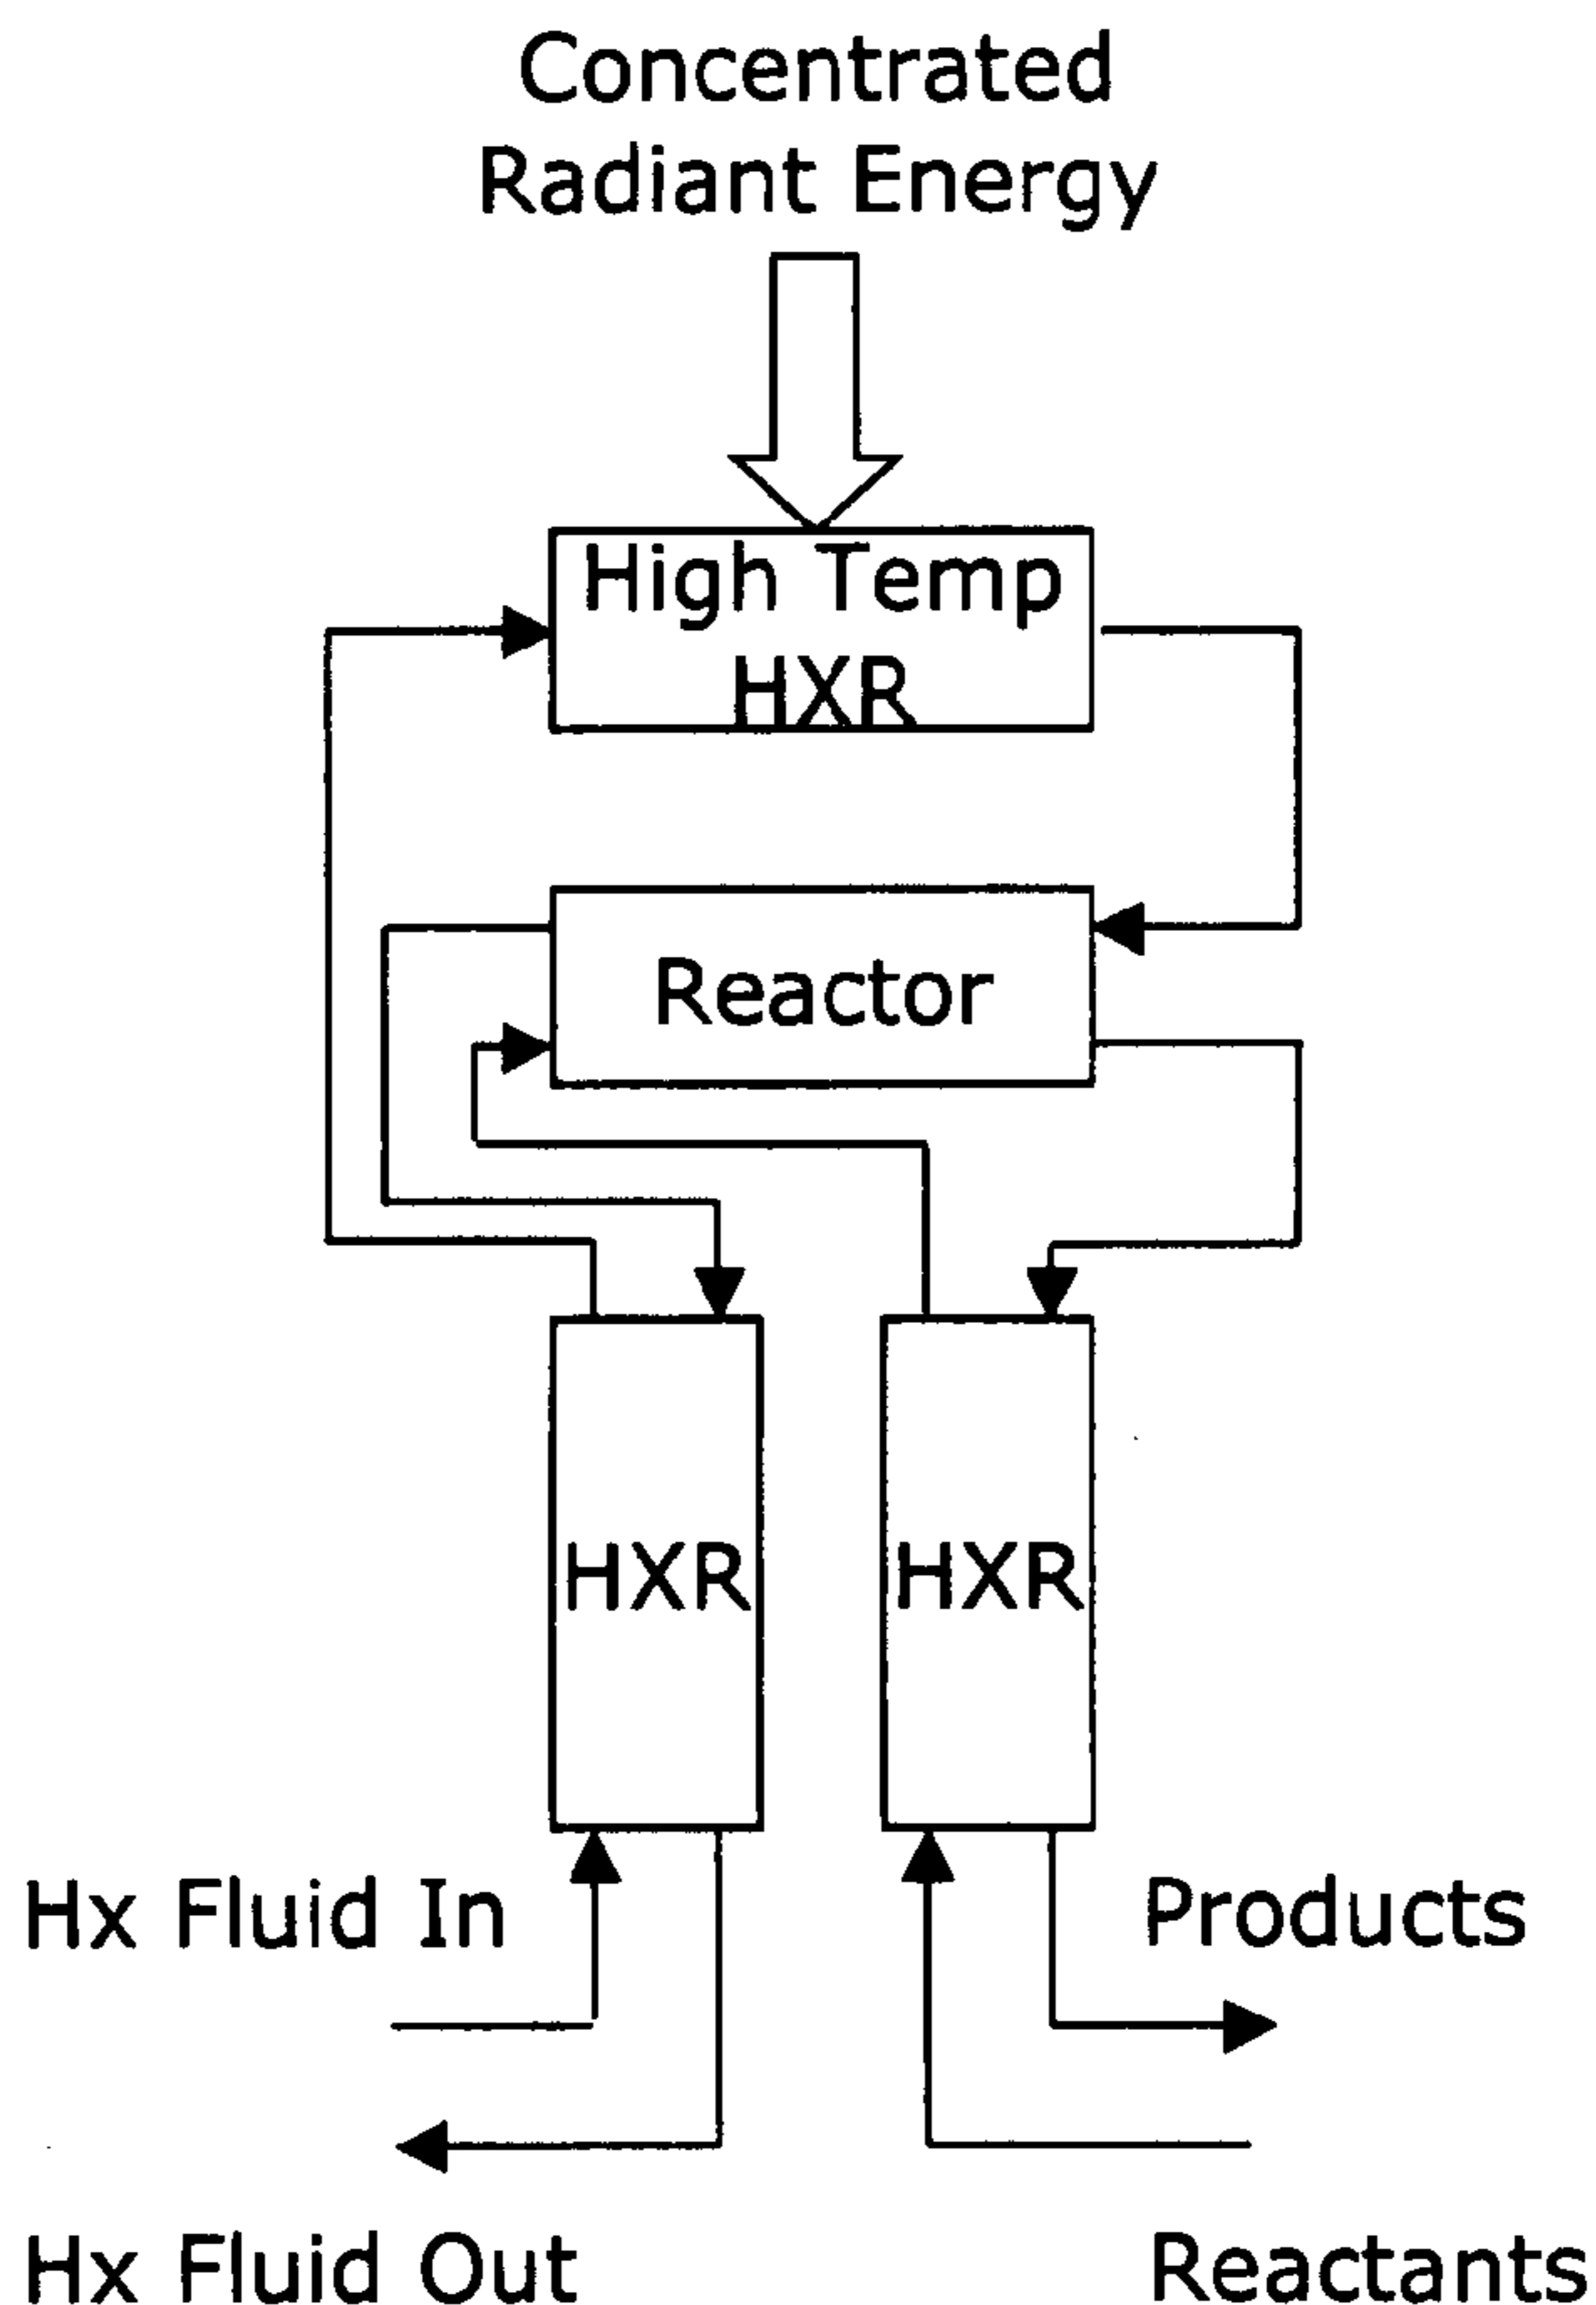 Concentrated
Radiant Energy
High Temp
HXR
Reactor
HXR
HXR
Hx Fluid In
Products
Hx Fluid Out
Reactants